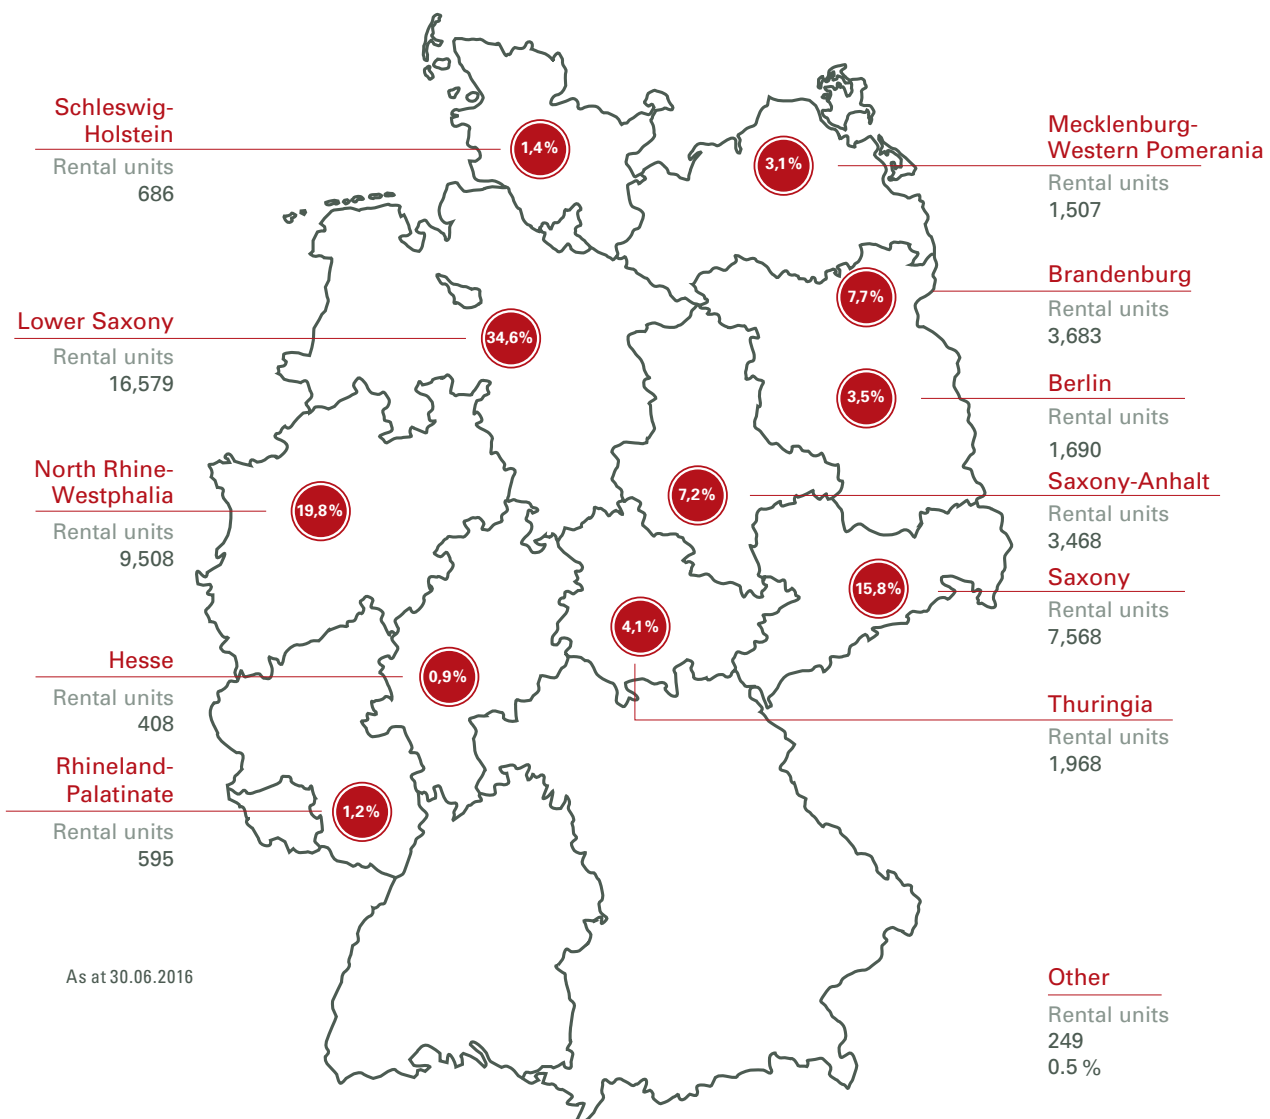 Schleswig-
Holstein
Rental units
686
1,4 %
Lower Saxony
Rental units
16,579
34,6%
North Rhine-
Westphalia
Rental units
9,508
19,8%
Hesse
Rental units
408
0,9%
Rhineland-
Palatinate
Rental units
595
1,2%
As at 30.06.2016
Mecklenburg-
Western Pomerania
Rental units
1,507
3,1%
Brandenburg
Rental units
3,683
7,7%
Berlin
Rental units
1,690
3,5%
Saxony-Anhalt
Rental units
3,468
7,2%
Saxony
Rental units
7,568
15,8%
Thuringia
Rental units
1,968
4,1%
Other
Rental units
249
0.5 %